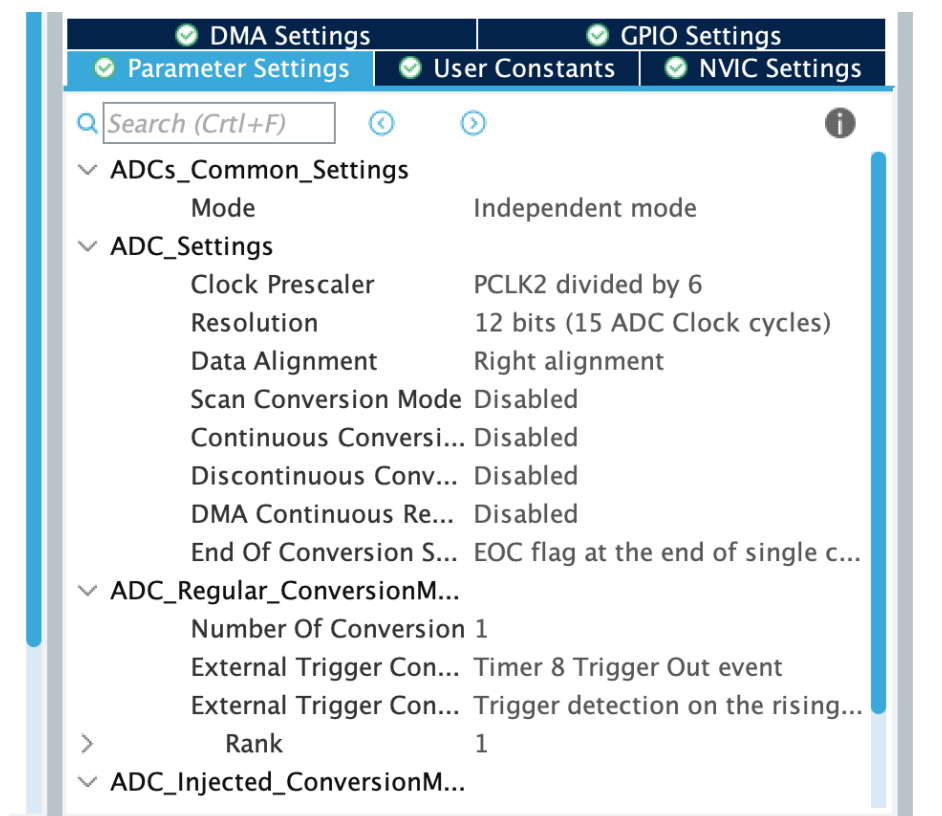 DMA Settings GPIO Settings
Parameter Settings User Constants NVIC Settings
Search (Crtl+F)
ADCs_Common_Settings
Mode Independent mode
ADC_Settings
Clock Prescaler PCLK2 divided by 6
Resolution 12 bits (15 ADC Clock cycles)
Data Alignment Right alignment
Scan Conversion Mode Disabled
Continuous Conversi... Disabled
Discontinuous Conv... Disabled
DMA Continuous Re... Disabled
End Of Conversion S... EOC flag at the end of single c...
ADC_Regular_ConversionM...
Number Of Conversion 1
External Trigger Con... Timer 8 Trigger Out event
External Trigger Con... Trigger detection on the rising...
Rank 1
ADC_Injected_ConversionM...